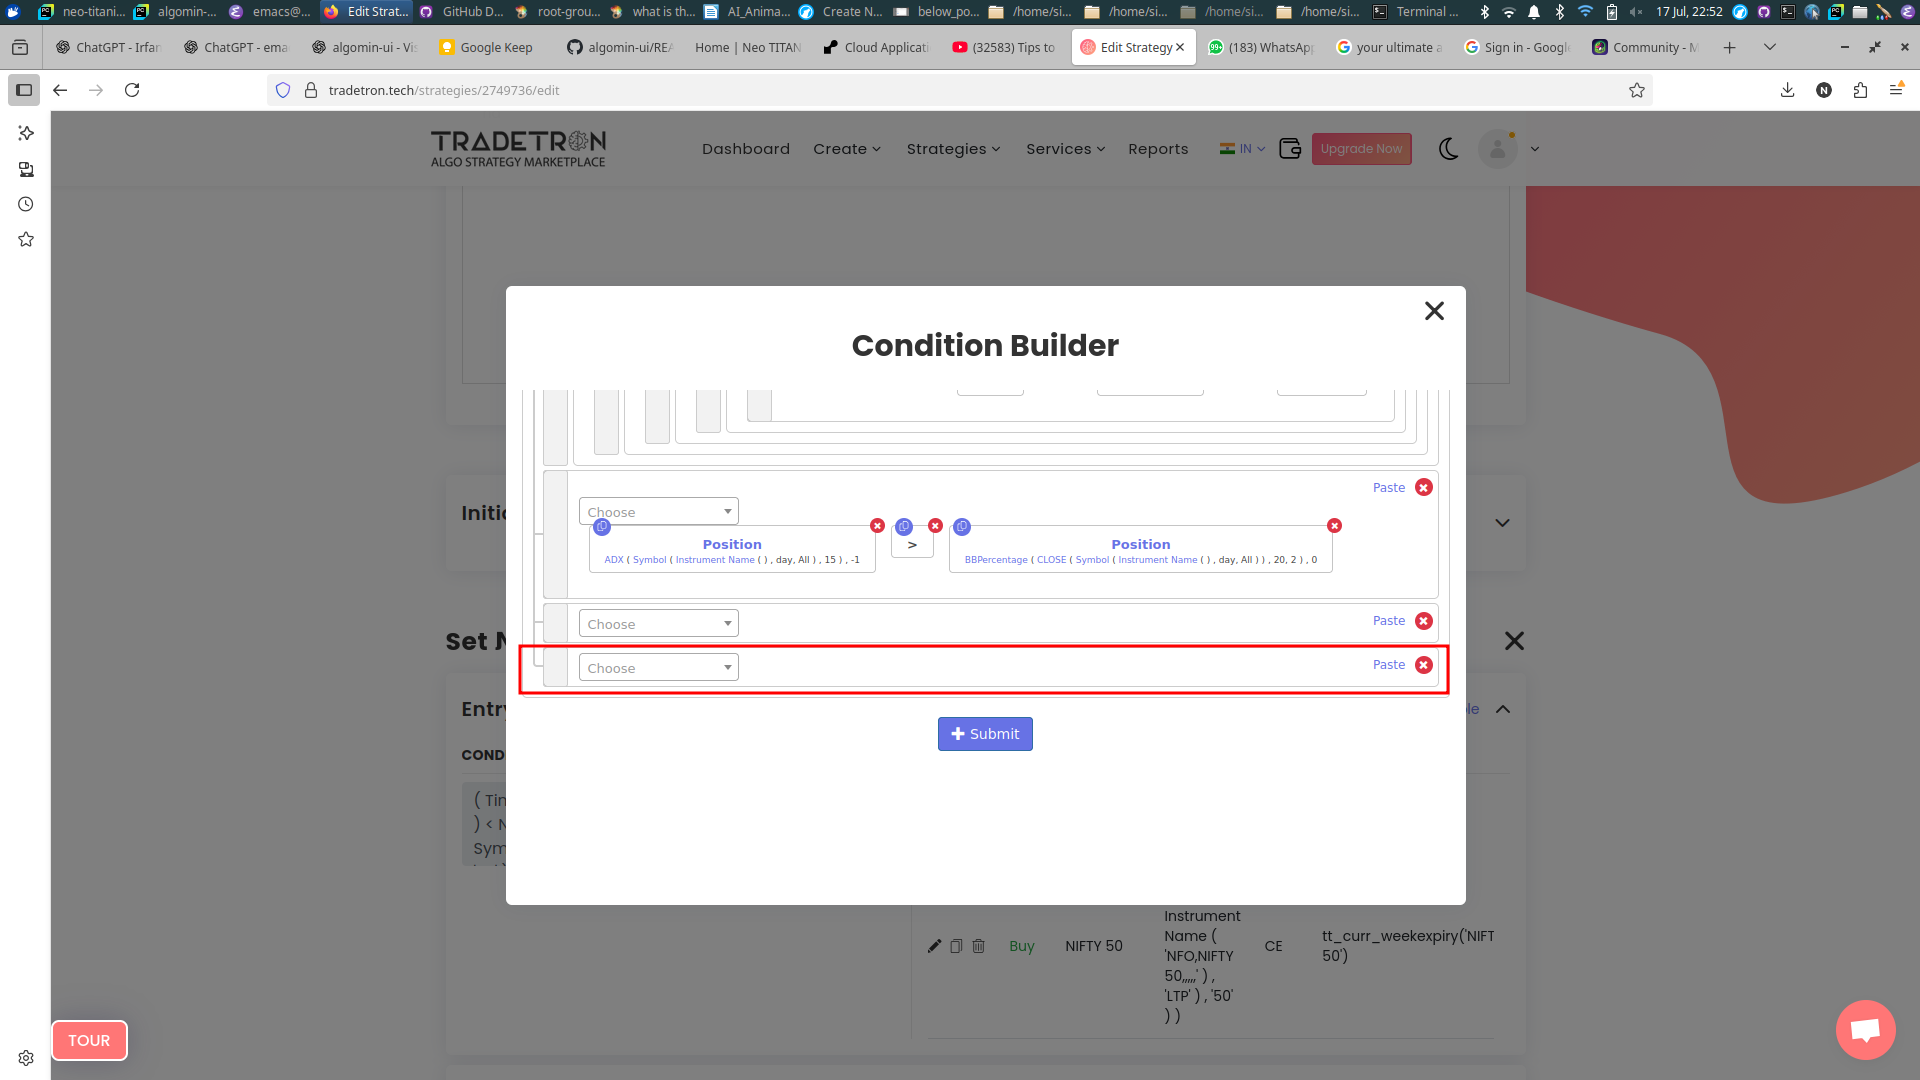 neo-titani...
algomin-...
emacs@...
Edit Strat...
GitHub D...
root-grou...
what is th...
AI_Anima...
Create N...
below_po...
/home/si...
/home/si...
/home/si...
/home/si...
Terminal ...
17 Jul, 22:52
ChatGPT - Irfan
ChatGPT - ema
algomin-ui - Vis
Google Keep
algomin-ui/REA
Home | Neo TITAN
Cloud Applicati
(32583) Tips to
Edit Strategy
(183) WhatsApp
your ultimate a
Sign in - Google
Community - M
tradetron.tech/strategies/2749736/edit
TRADETRON
ALGO STRATEGY MARKETPLACE
Dashboard
Create
Strategies
Services
Reports
IN
Upgrade Now
Condition Builder
Paste
Choose
Position
ADX ( Symbol ( Instrument Name ( ) , day, All ) , 15 ) , -1
>
Position
BBPercentage ( CLOSE ( Symbol ( Instrument Name ( ) , day, All ) ) , 20, 2 ) , 0
Choose
Paste
Choose
Paste
Submit
Initi
Set
Entry
COND
( Tim
) < N
Sym
Buy
NIFTY 50
Instrument
Name (
'NFO,NIFTY
50,,,,,' ) ,
'LTP' ) , '50'
) )
CE
tt_curr_weekexpiry('NIFT
50')
TOUR